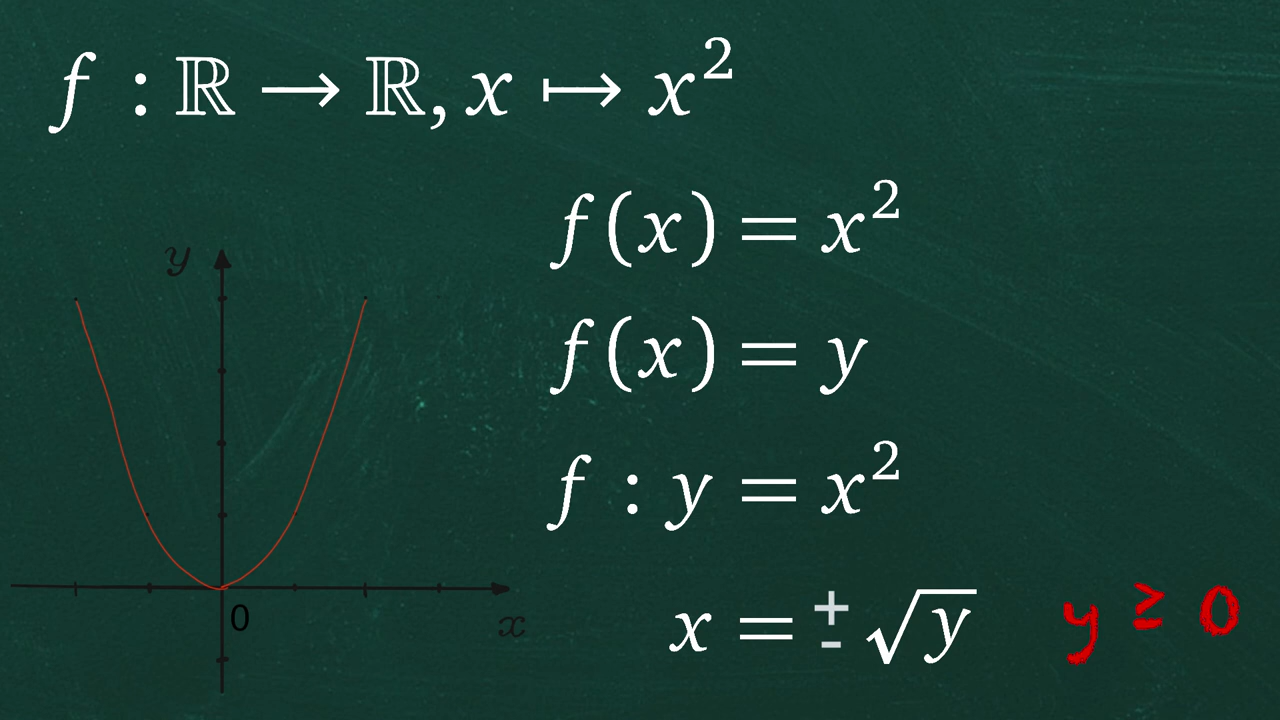 f : ℝ → ℝ, x ↦ x²
f(x) = x²
y
f(x) = y
f : y = x²
0
x
x = ±√y y ≥ 0